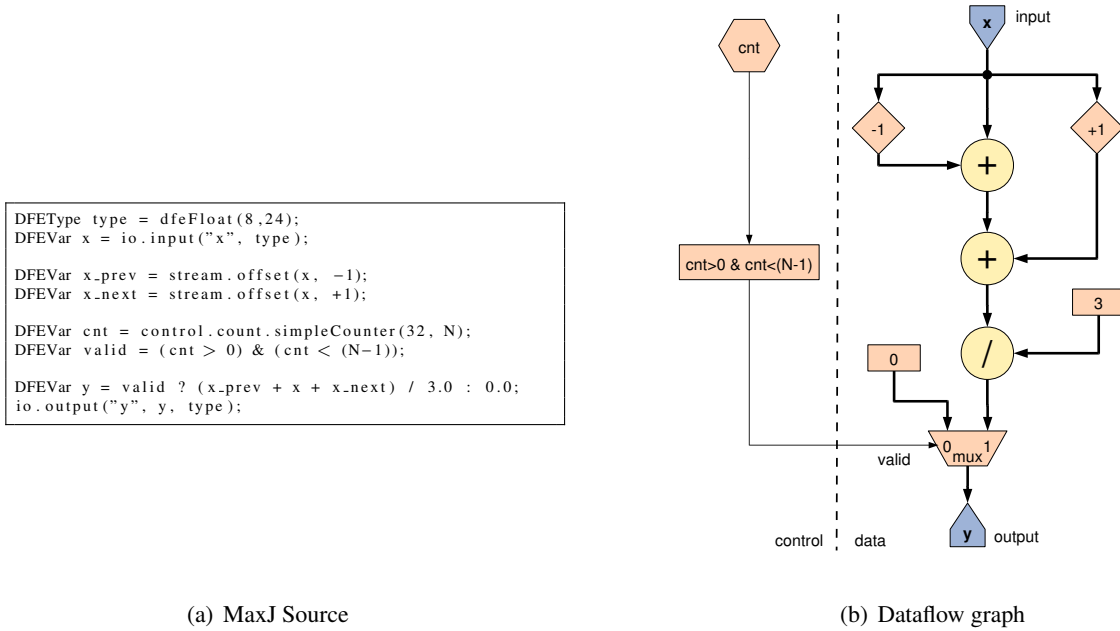 DFEType type = dfeFloat(8,24);
DFEVar x = io.input("x", type);
DFEVar x_prev = stream.offset(x, −1);
DFEVar x_next = stream.offset(x, +1);
DFEVar cnt = control.count.simpleCounter(32, N);
DFEVar valid = (cnt > 0) & (cnt < (N−1));
DFEVar y = valid ? (x_prev + x + x_next) / 3.0 : 0.0;
io.output("y", y, type);
(a) MaxJ Source
x input
cnt
-1
+1
+
cnt>0 & cnt<(N-1)
+
3
0
/
0 1
mux
valid
y output
control data
(b) Dataflow graph